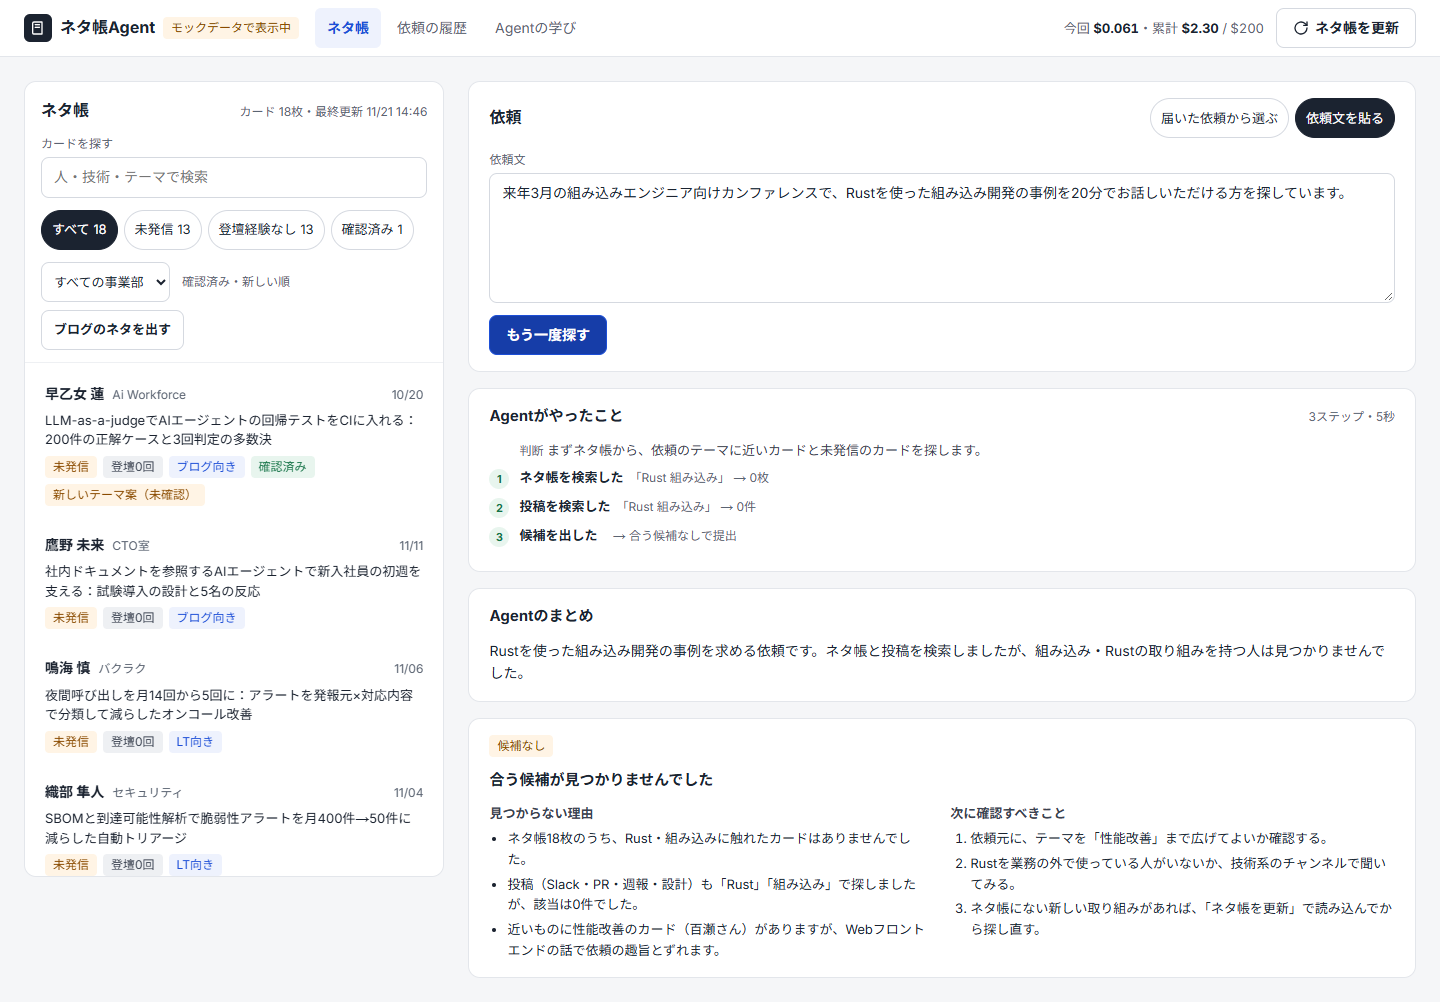 ネタ帳Agent
モックデータで表示中
ネタ帳
依頼の履歴
Agentの学び
今回 $0.061・累計 $2.30 / $200
ネタ帳を更新
ネタ帳
カード 18枚・最終更新 11/21 14:46
カードを探す
人・技術・テーマで検索
すべて 18
未発信 13
登壇経験なし 13
確認済み 1
すべての事業部
確認済み・新しい順
ブログのネタを出す
早乙女 蓮 Ai Workforce 10/20
LLM-as-a-judgeでAIエージェントの回帰テストをCIに入れる：
200件の正解ケースと3回判定の多数決
未発信 登壇0回 ブログ向き 確認済み
新しいテーマ案（未確認）
鷹野 未来 CTO室 11/11
社内ドキュメントを参照するAIエージェントで新入社員の初週を
支える：試験導入の設計と5名の反応
未発信 登壇0回 ブログ向き
鳴海 慎 バクラク 11/06
夜間呼び出しを月14回から5回に：アラートを発報元×対応内容
で分類して減らしたオンコール改善
未発信 登壇0回 LT向き
織部 隼人 セキュリティ 11/04
SBOMと到達可能性解析で脆弱性アラートを月400件→50件に
減らした自動トリアージ
未発信 登壇0回 LT向き
依頼
届いた依頼から選ぶ
依頼文を貼る
依頼文
来年3月の組み込みエンジニア向けカンファレンスで、Rustを使った組み込み開発の事例を20分でお話しいただける方を探しています。
もう一度探す
Agentがやったこと
3ステップ・5秒
判断 まずネタ帳から、依頼のテーマに近いカードと未発信のカードを探します。
1 ネタ帳を検索した 「Rust 組み込み」 → 0枚
2 投稿を検索した 「Rust 組み込み」 → 0件
3 候補を出した → 合う候補なしで提出
Agentのまとめ
Rustを使った組み込み開発の事例を求める依頼です。ネタ帳と投稿を検索しましたが、組み込み・Rustの取り組みを持つ人は見つかりませんで
した。
候補なし
合う候補が見つかりませんでした
見つからない理由
• ネタ帳18枚のうち、Rust・組み込みに触れたカードはありませんでし
た。
• 投稿（Slack・PR・週報・設計）も「Rust」「組み込み」で探しました
が、該当は0件でした。
• 近いものに性能改善のカード（百瀬さん）がありますが、Webフロント
エンドの話で依頼の趣旨とずれます。
次に確認すべきこと
1. 依頼元に、テーマを「性能改善」まで広げてよいか確認する。
2. Rustを業務の外で使っている人がいないか、技術系のチャンネルで聞い
てみる。
3. ネタ帳にない新しい取り組みがあれば、「ネタ帳を更新」で読み込んでか
ら探し直す。